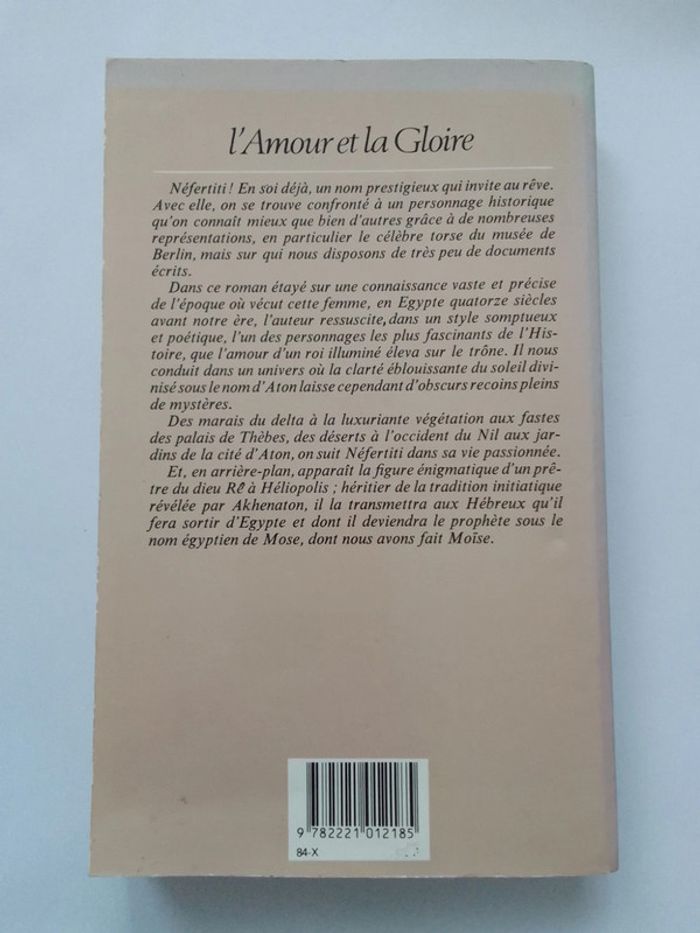 l'Amour et la Gloire
Néfertiti ! En soi déjà, un nom prestigieux qui invite au rêve.
Avec elle, on se trouve confronté à un personnage historique
qu'on connaît mieux que bien d'autres grâce à de nombreuses
représentations, en particulier le célèbre torse du musée de
Berlin, mais sur qui nous disposons de très peu de documents
écrits.
Dans ce roman étayé sur une connaissance vaste et précise
de l'époque où vécut cette femme, en Egypte quatorze siècles
avant notre ère, l'auteur ressuscite, dans un style somptueux
et poétique, l'un des personnages les plus fascinants de l'His-
toire, que l'amour d'un roi illuminé éleva sur le trône. Il nous
conduit dans un univers où la clarté éblouissante du soleil divi-
nisé sous le nom d'Aton laisse cependant d'obscurs recoins pleins
de mystères.
Des marais du delta à la luxuriante végétation aux fastes
des palais de Thèbes, des déserts à l'occident du Nil aux jar-
dins de la cité d'Aton, on suit Néfertiti dans sa vie passionnée.
Et, en arrière-plan, apparaît la figure énigmatique d'un prê-
tre du dieu Rê à Héliopolis ; héritier de la tradition initiatique
révélée par Akhenaton, il la transmettra aux Hébreux qu'il
fera sortir d'Egypte et dont il deviendra le prophète sous le
nom égyptien de Mose, dont nous avons fait Moïse.
9 782221 012185
84-X